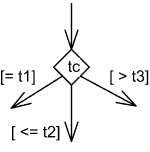 tc
[= t1]
[ > t3]
[ <= t2]